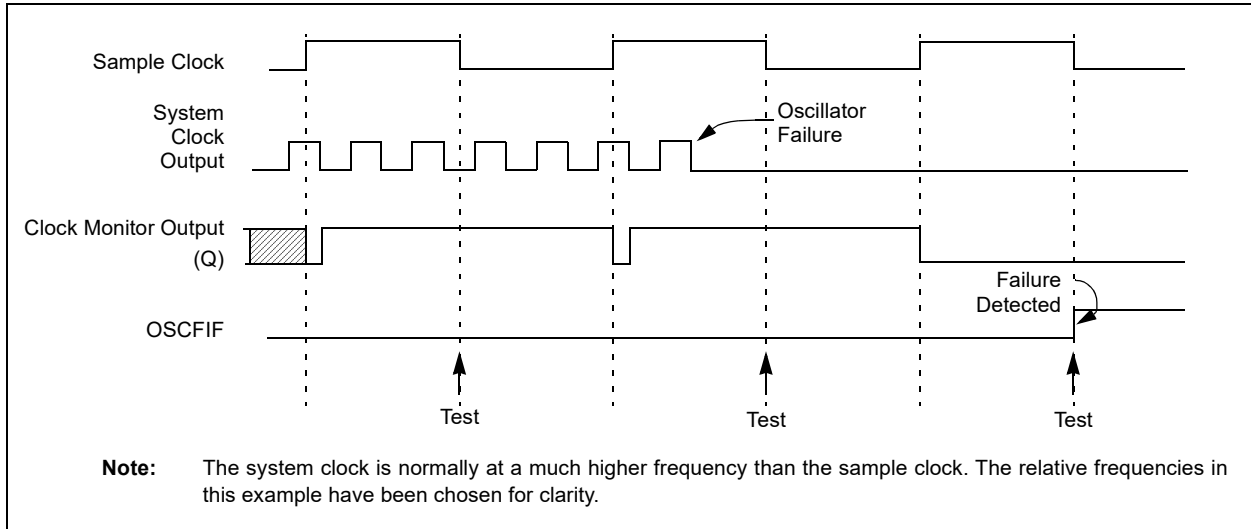 Sample Clock
System
Clock
Output
Oscillator
Failure
Clock Monitor Output
(Q)
Failure
Detected
OSCFIF
Test
Test
Test
Note: The system clock is normally at a much higher frequency than the sample clock. The relative frequencies in
this example have been chosen for clarity.